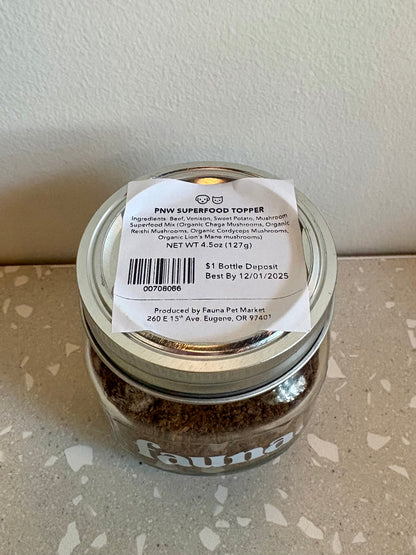 PNW SUPERFOOD TOPPER
Ingredients: Beef, Venison, Sweet Potato, Mushroom
Superfood Mix (Organic Chaga Mushrooms, Organic
Reishi Mushrooms, Organic Cordyceps Mushrooms,
Organic Lion's Mane mushrooms)
NET WT 4.5oz (127g)
$1 Bottle Deposit
Best By 12/01/2025
00708066
Produced by Fauna Pet Market
260 E 15th Ave. Eugene, OR 97401
fauna